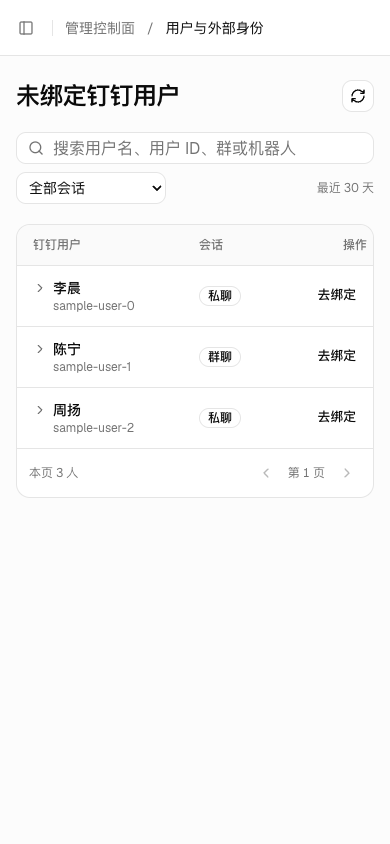 管理控制面 / 用户与外部身份
未绑定钉钉用户
搜索用户名、用户 ID、群或机器人
全部会话 最近 30 天
钉钉用户 会话 操作
李晨 私聊 去绑定
sample-user-0
陈宁 群聊 去绑定
sample-user-1
周扬 私聊 去绑定
sample-user-2
本页 3 人 第 1 页